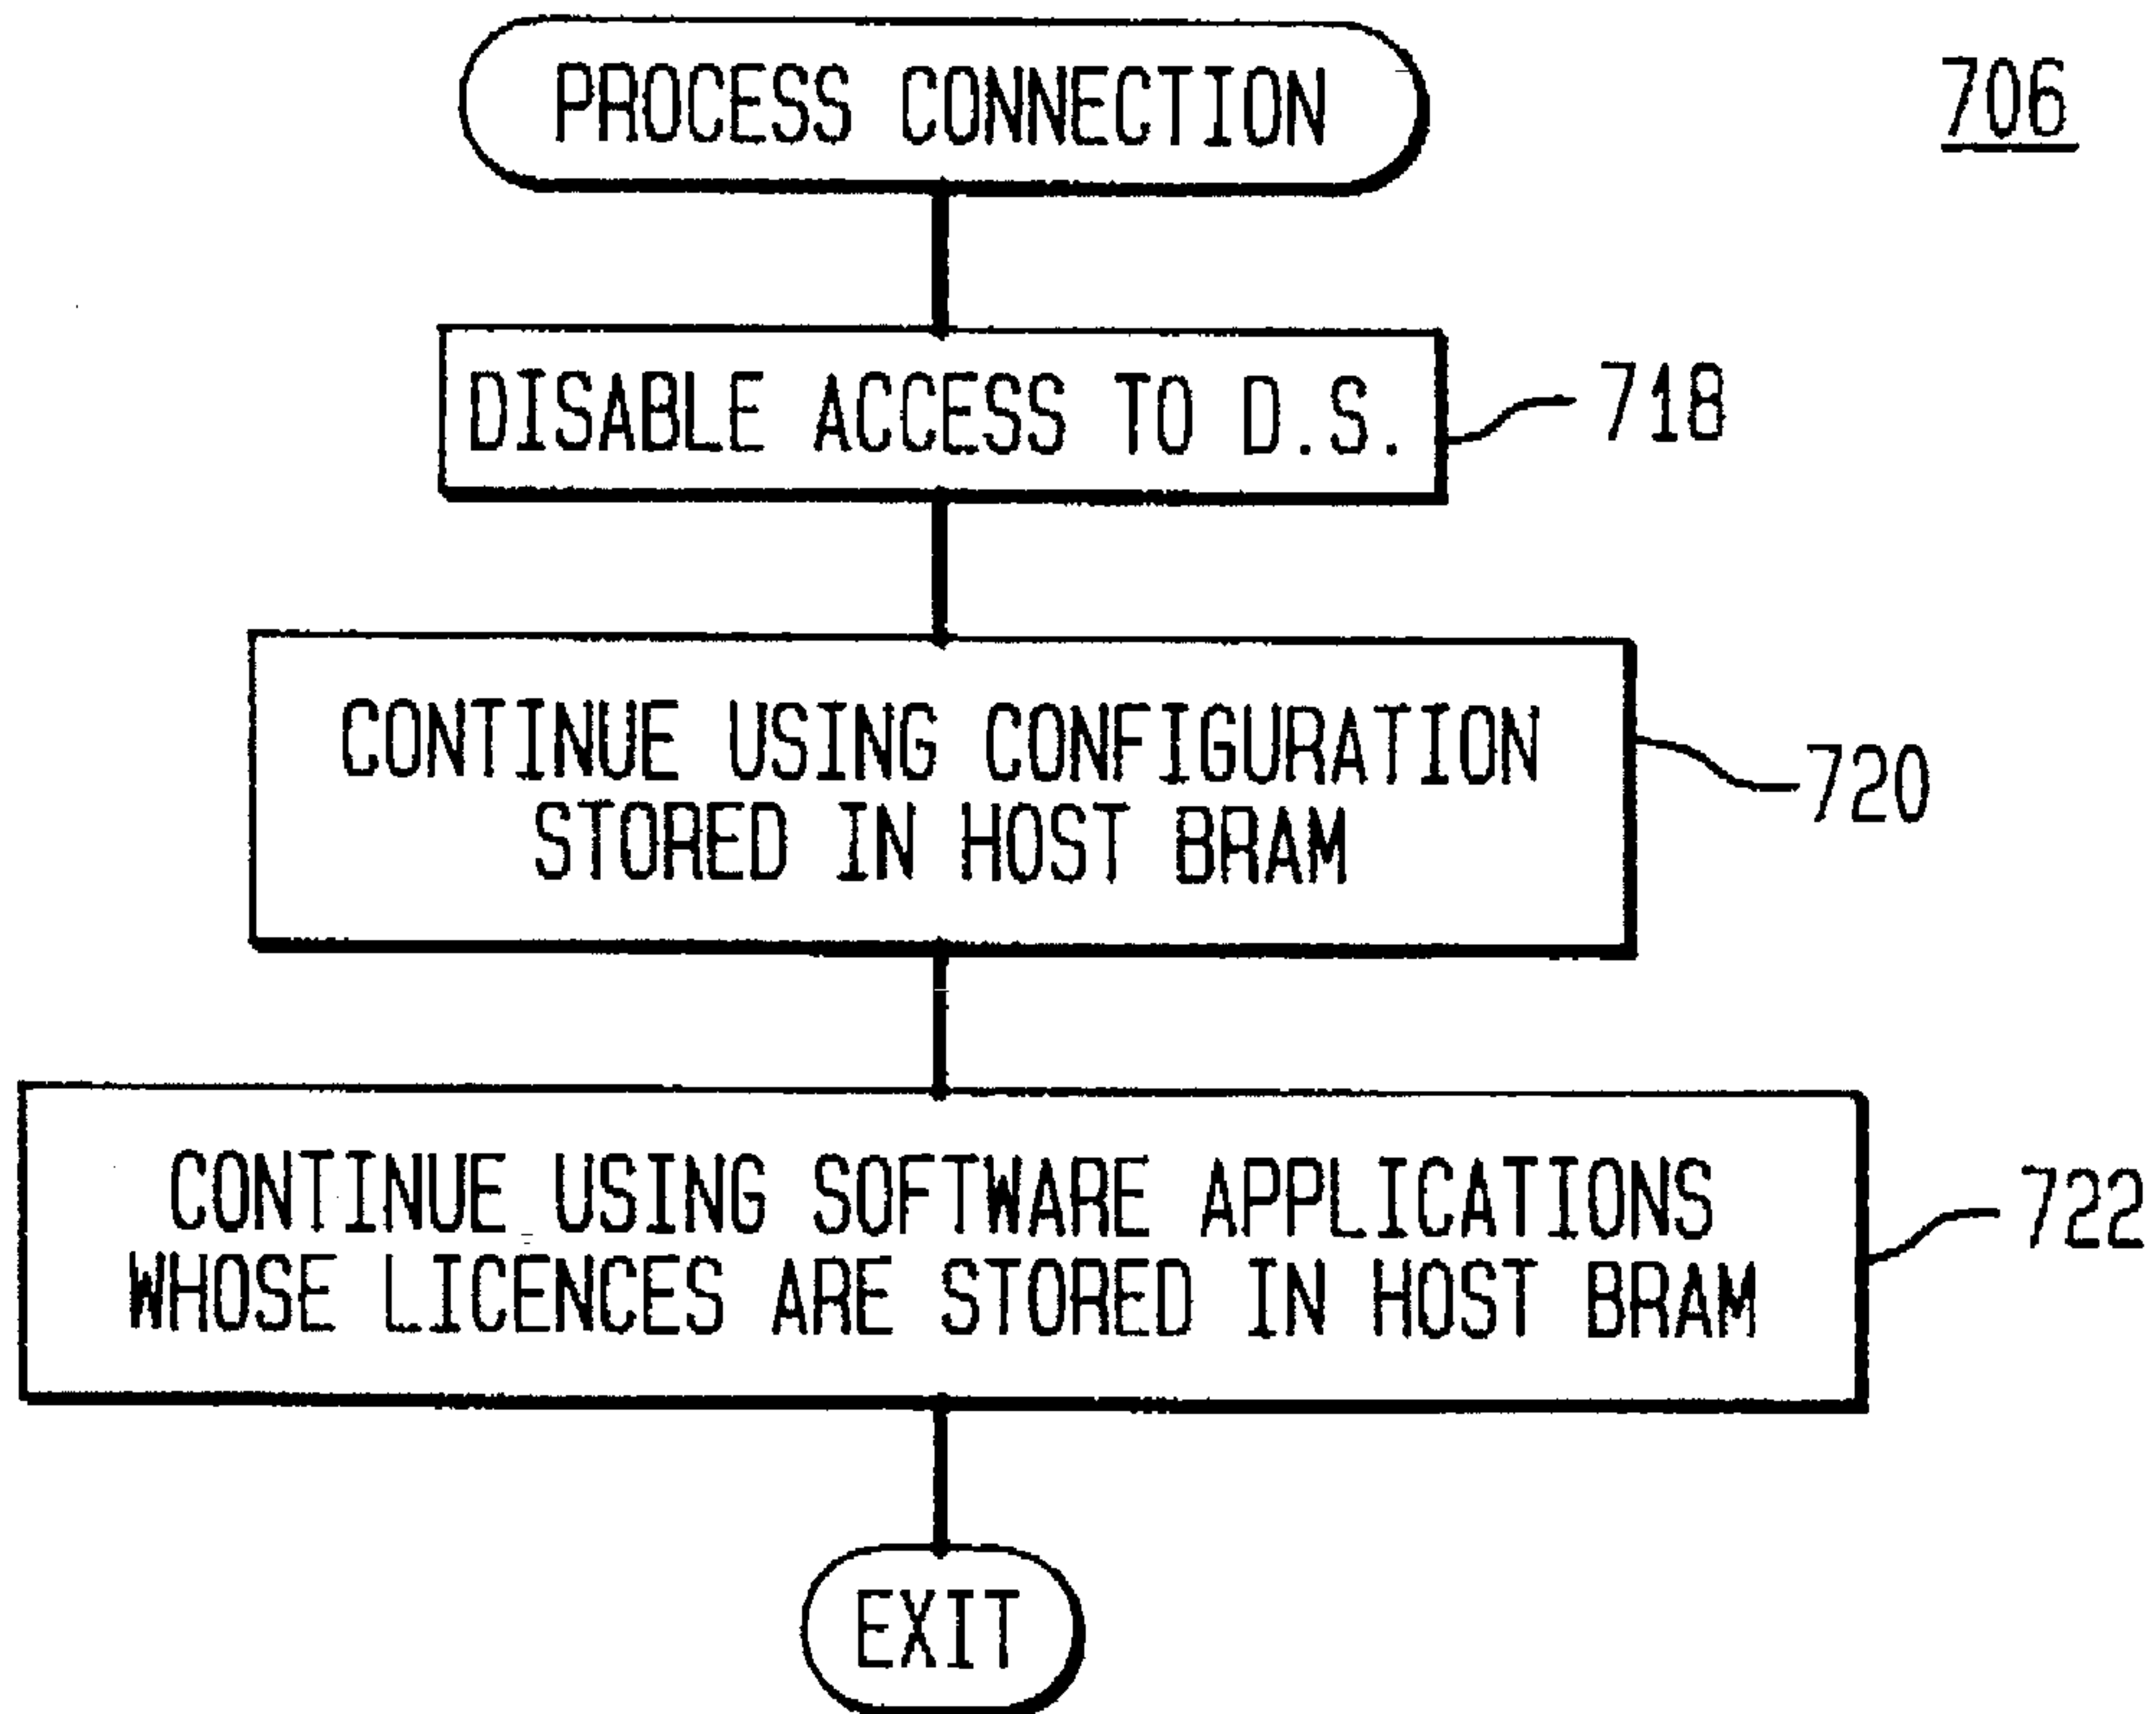 PROCESS CONNECTION
706
DISABLE ACCESS TO D.S.
718
CONTINUE USING CONFIGURATION
STORED IN HOST BRAM
720
CONTINUE USING SOFTWARE APPLICATIONS
WHOSE LICENCES ARE STORED IN HOST BRAM
722
EXIT